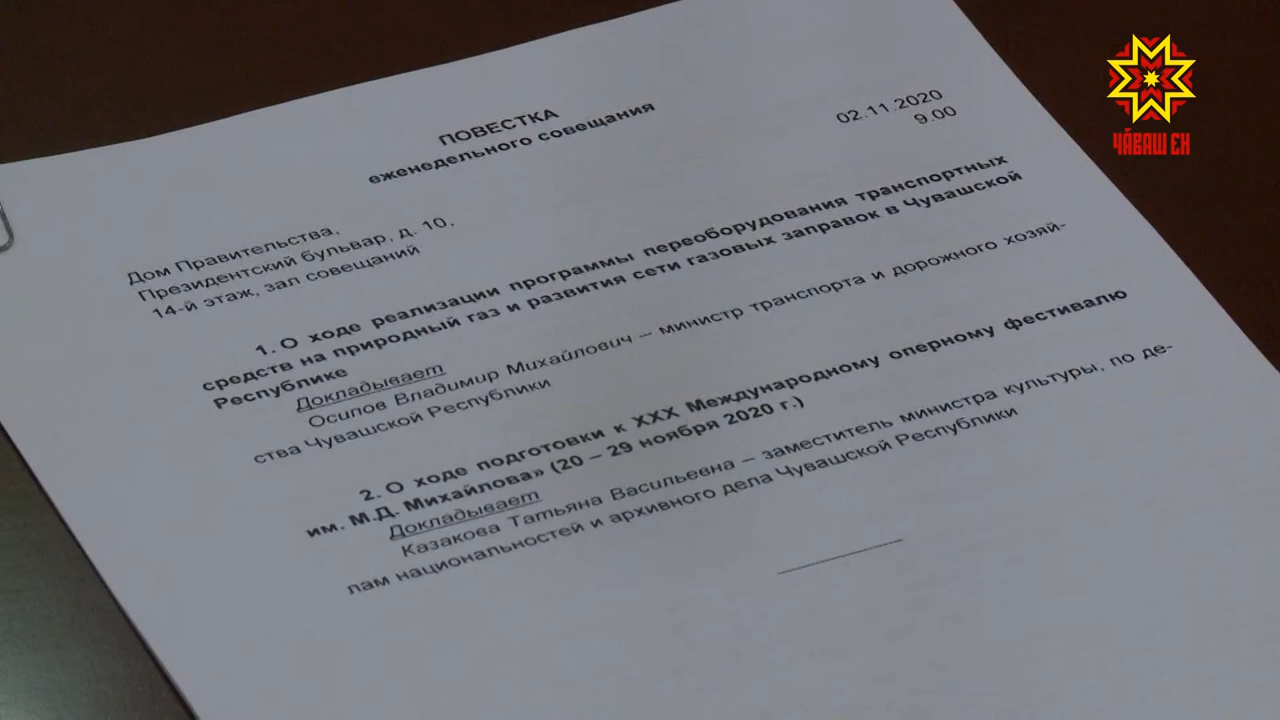 ПОВЕСТКА
еженедельного совещания
02.11.2020
9.00
Дом Правительства,
Президентский бульвар, д. 10,
14-й этаж, зал совещаний
1. О ходе реализации программы переоборудования транспортных
средств на природный газ и развития сети газовых заправок в Чувашской
Республике
Докладывает
Осипов Владимир Михайлович – министр транспорта и дорожного хозяй-
ства Чувашской Республики
2. О ходе подготовки к XXX Международному оперному фестивалю
им. М.Д. Михайлова» (20 – 29 ноября 2020 г.)
Докладывает
Казакова Татьяна Васильевна – заместитель министра культуры, по де-
лам национальностей и архивного дела Чувашской Республики
ЧӐВАШ ЕН